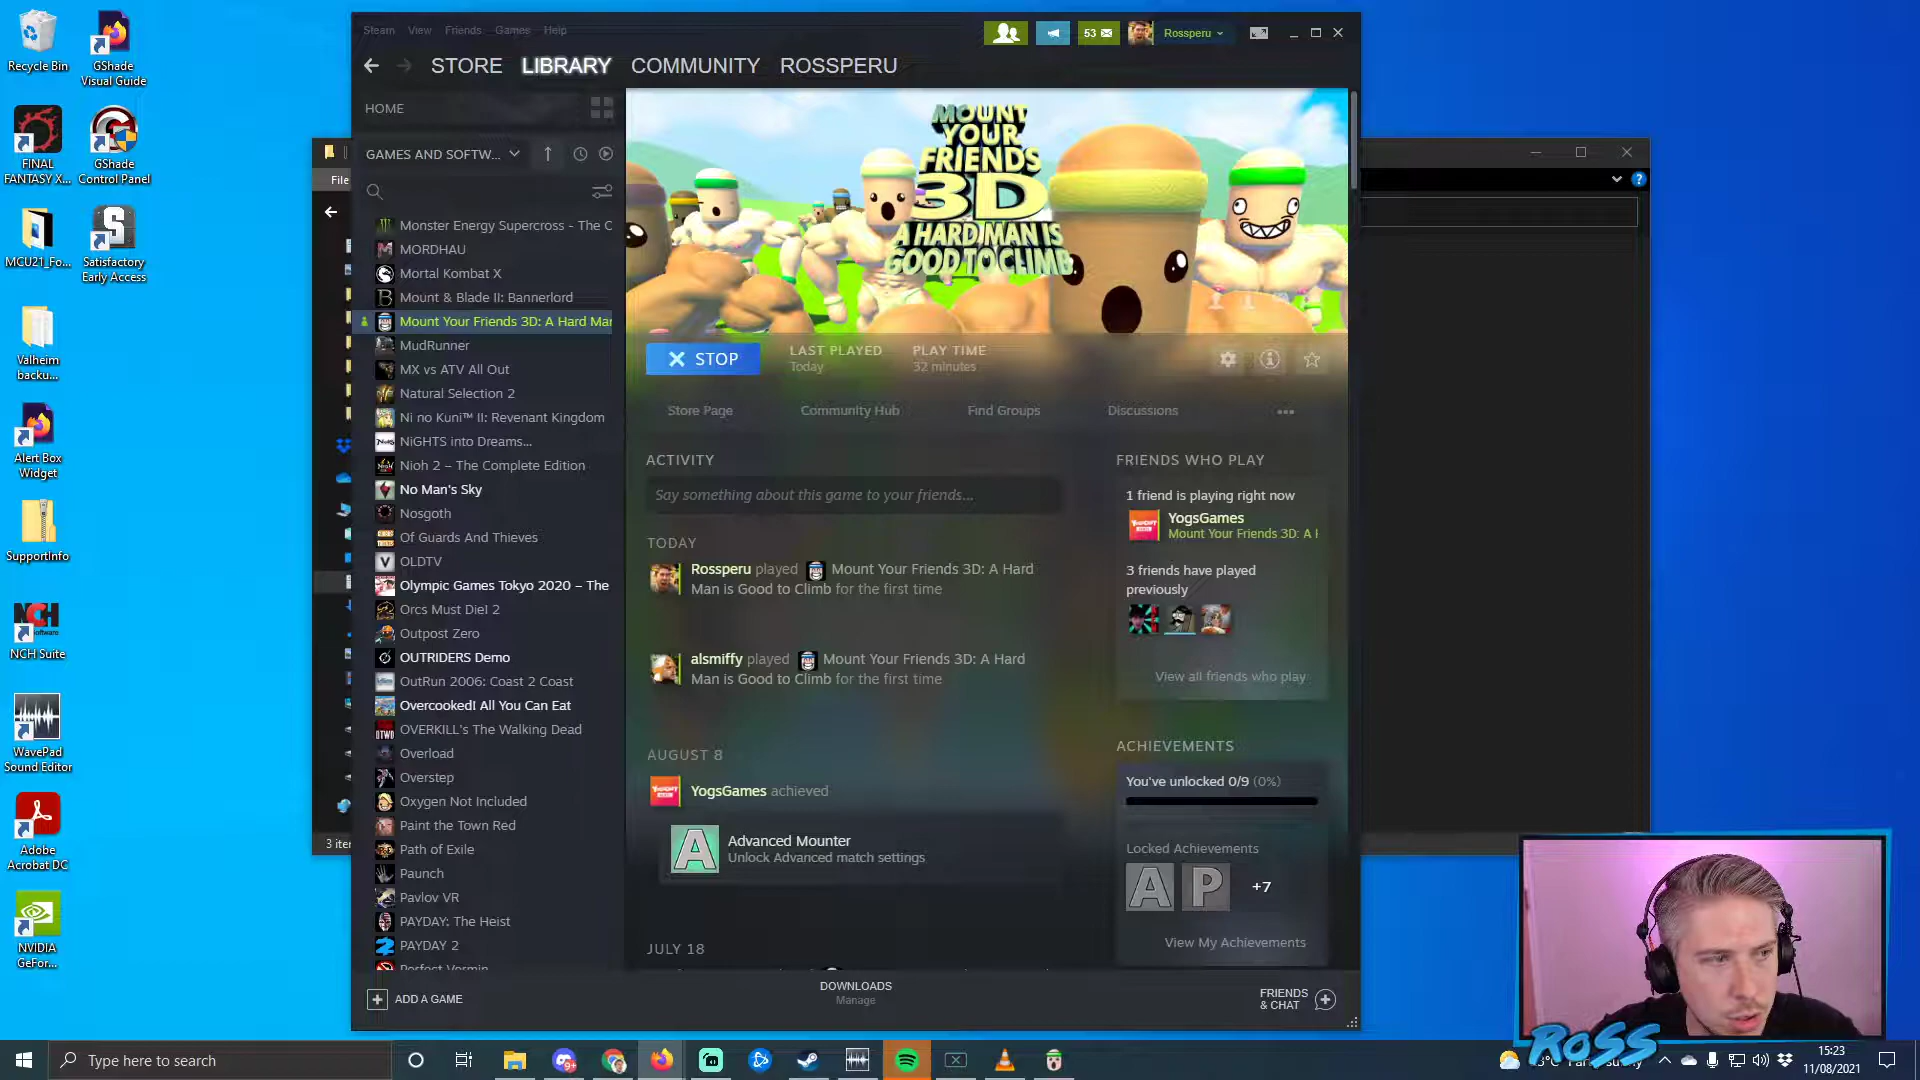 Recycle Bin
GShade
Visual Guide
FINAL
FANTASY X...
GShade
Control Panel
MCU21_Fo...
Satisfactory
Early Access
Valheim
backu...
Alert Box
Widget
SupportInfo
NCH Suite
WavePad
Sound Editor
Adobe
Acrobat DC
NVIDIA
GeFor...
File
3 iter
Steam View Friends Games Help
53
Rossperu
STORE LIBRARY COMMUNITY ROSSPERU
HOME
GAMES AND SOFTW...
Monster Energy Supercross - The O
MORDHAU
Mortal Kombat X
Mount & Blade II: Bannerlord
Mount Your Friends 3D: A Hard Mar
MudRunner
MX vs ATV All Out
Natural Selection 2
Ni no Kuni™ II: Revenant Kingdom
NiGHTS into Dreams...
Nioh 2 – The Complete Edition
No Man's Sky
Nosgoth
Of Guards And Thieves
OLDTV
Olympic Games Tokyo 2020 – The
Orcs Must Die! 2
Outpost Zero
OUTRIDERS Demo
OutRun 2006: Coast 2 Coast
Overcooked! All You Can Eat
OVERKILL's The Walking Dead
Overload
Overstep
Oxygen Not Included
Paint the Town Red
Path of Exile
Paunch
Pavlov VR
PAYDAY: The Heist
PAYDAY 2
Perfect Vermin
ADD A GAME
MOUNT
YOUR
FRIENDS
3D
A HARD MAN IS
GOOD TO CLIMB
STOP
LAST PLAYED
Today
PLAY TIME
32 minutes
Store Page Community Hub Find Groups Discussions
ACTIVITY
Say something about this game to your friends...
TODAY
Rossperu played Mount Your Friends 3D: A Hard
Man is Good to Climb for the first time
alsmiffy played Mount Your Friends 3D: A Hard
Man is Good to Climb for the first time
AUGUST 8
YogsGames achieved
A
Advanced Mounter
Unlock Advanced match settings
JULY 18
FRIENDS WHO PLAY
1 friend is playing right now
YogsGames
Mount Your Friends 3D: A H
3 friends have played
previously
View all friends who play
ACHIEVEMENTS
You've unlocked 0/9 (0%)
Locked Achievements
A P +7
View My Achievements
DOWNLOADS
Manage
FRIENDS
& CHAT
RoSS
Type here to search
15:23
11/08/2021